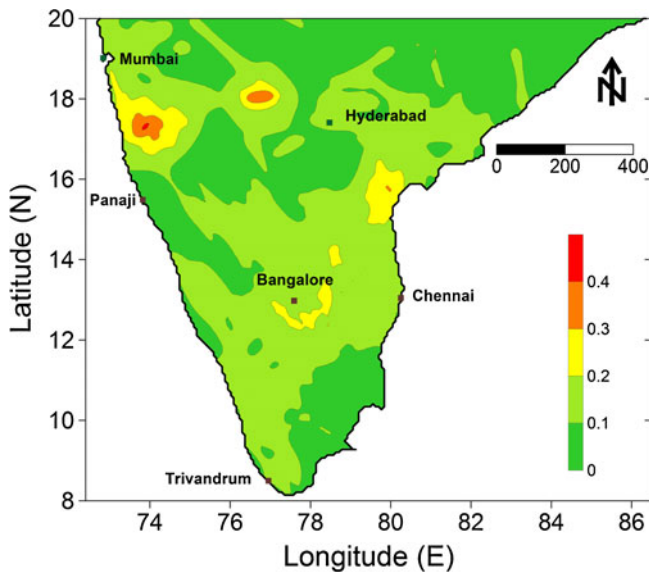 20
18
16
14
12
10
8
Latitude (N)
Mumbai
Hyderabad
Panaji
Bangalore
Chennai
Trivandrum
N
0 200 400
0.4
0.3
0.2
0.1
0
74 76 78 80 82 84 86
Longitude (E)